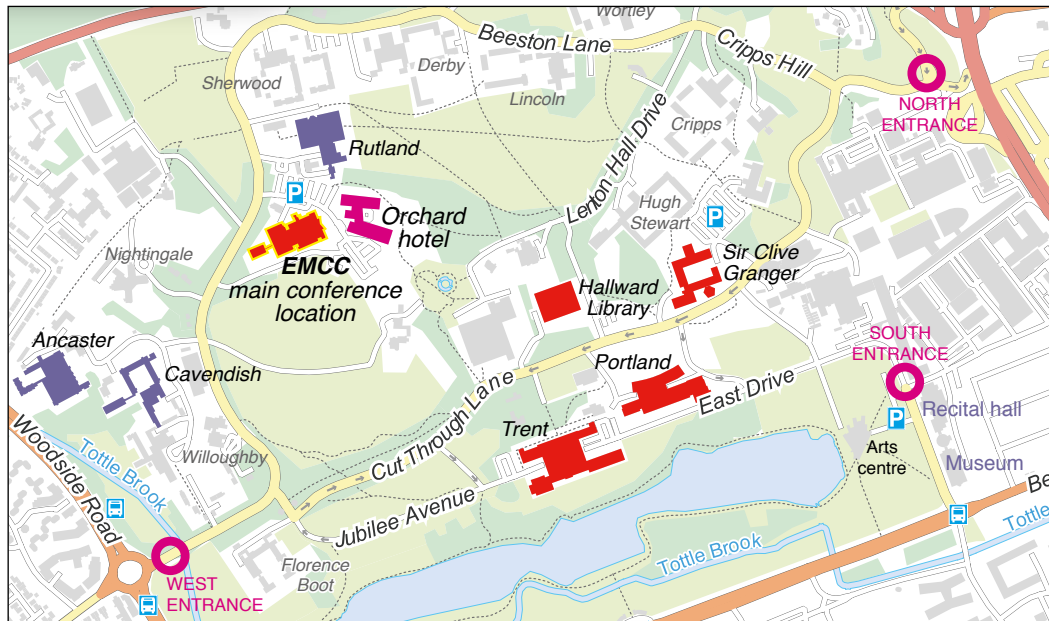 Wortley
Beeston Lane
Cripps Hill
Sherwood
Derby
Lincoln
NORTH
ENTRANCE
Cripps
Rutland
P
Lenton Hall Drive
Orchard
hotel
Hugh
Stewart
P
Nightingale
EMCC
main conference
location
Sir Clive
Granger
Hallward
Library
Ancaster
Cavendish
SOUTH
ENTRANCE
Portland
East Drive
Recital hall
P
Cut Through Lane
Trent
Arts
centre
Museum
Woodside Road
Tottle Brook
Willoughby
Jubilee Avenue
Be
Tottle
Tottle Brook
Florence
Boot
WEST
ENTRANCE